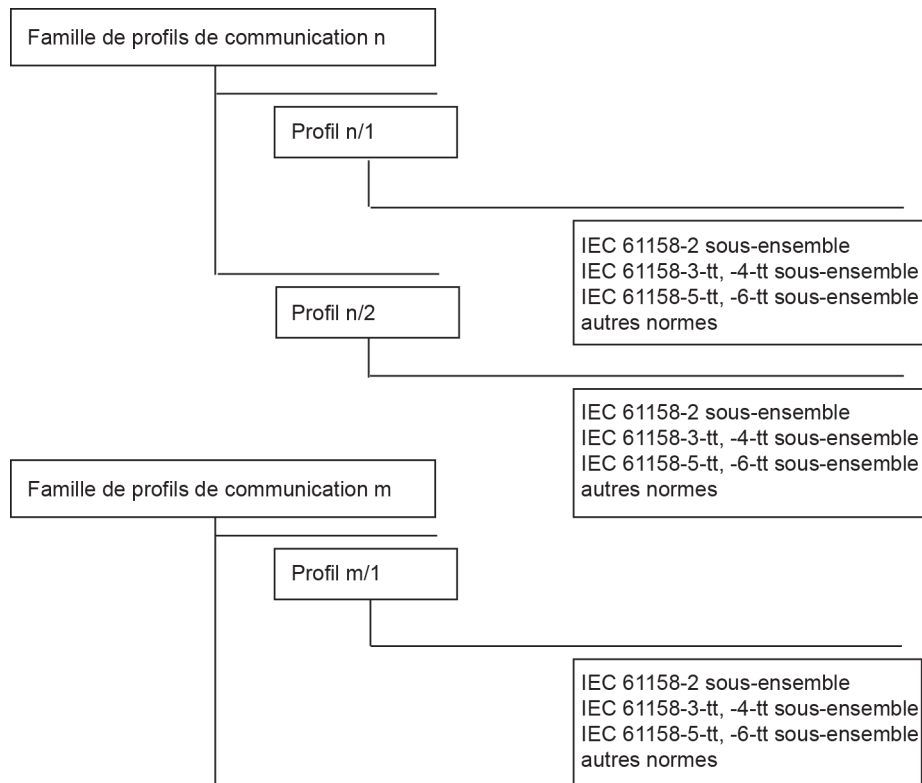 Famille de profils de communication n
Profil n/1
IEC 61158-2 sous-ensemble
IEC 61158-3-tt, -4-tt sous-ensemble
IEC 61158-5-tt, -6-tt sous-ensemble
autres normes
Profil n/2
IEC 61158-2 sous-ensemble
IEC 61158-3-tt, -4-tt sous-ensemble
IEC 61158-5-tt, -6-tt sous-ensemble
autres normes
Famille de profils de communication m
Profil m/1
IEC 61158-2 sous-ensemble
IEC 61158-3-tt, -4-tt sous-ensemble
IEC 61158-5-tt, -6-tt sous-ensemble
autres normes